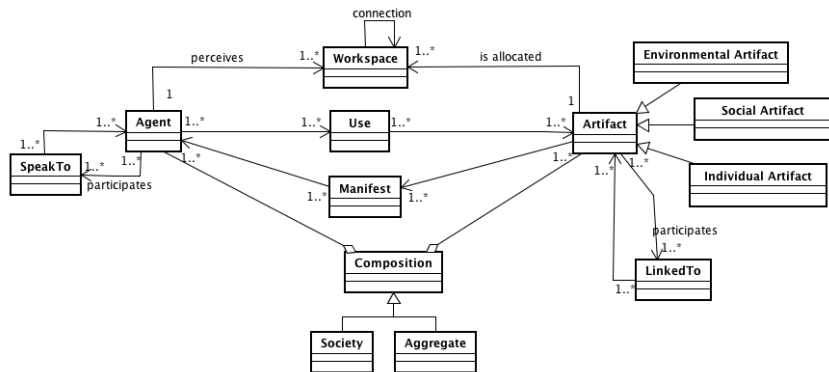 connection
1..*
1..*
Workspace
perceives
is allocated
Environmental Artifact
1
1
Social Artifact
1..*
1..*
Agent
1..*
1..*
Use
1..*
1..*
Artifact
1..*
1..*
1..*
1..*
1..*
1..*
SpeakTo
participates
1..*
Manifest
1..*
1..*
Individual Artifact
participates
1..*
Composition
LinkedTo
1..*
Society
Aggregate